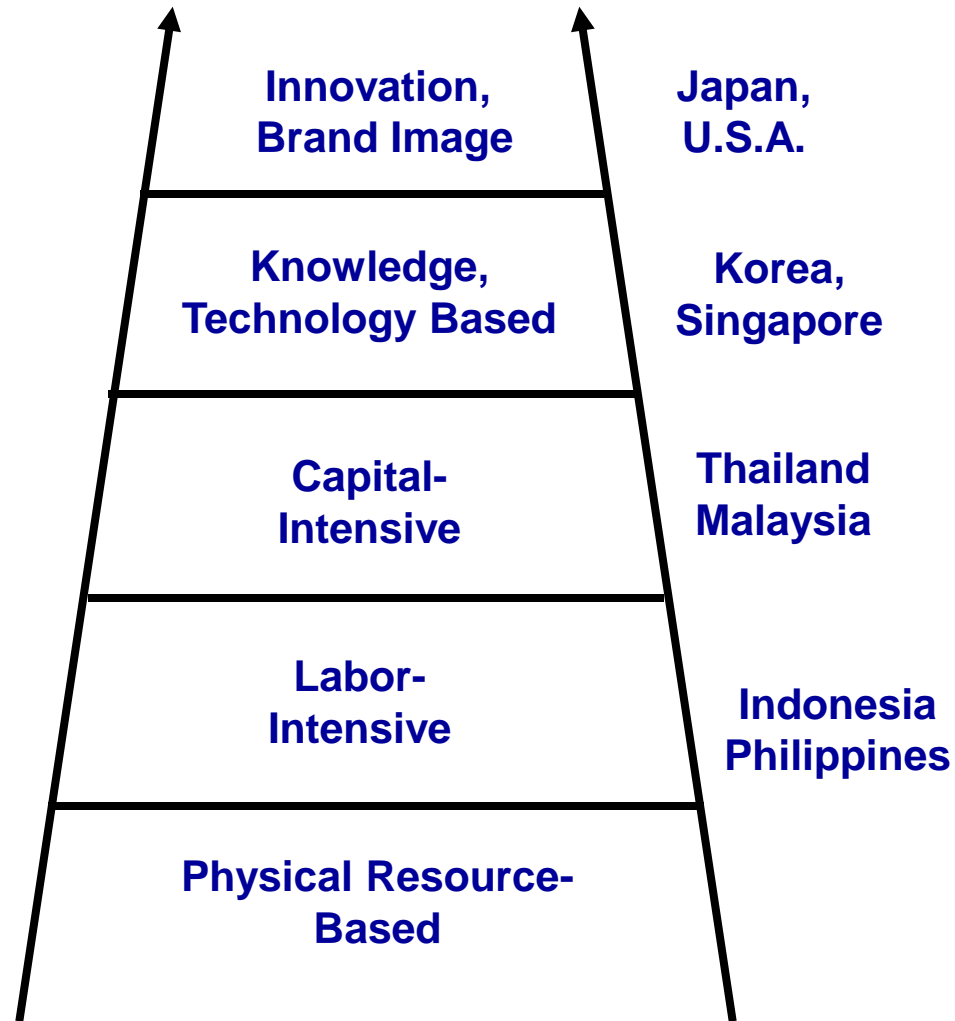 Innovation,
Brand Image
Japan,
U.S.A.
Knowledge,
Technology Based
Korea,
Singapore
Capital-
Intensive
Thailand
Malaysia
Labor-
Intensive
Indonesia
Philippines
Physical Resource-
Based